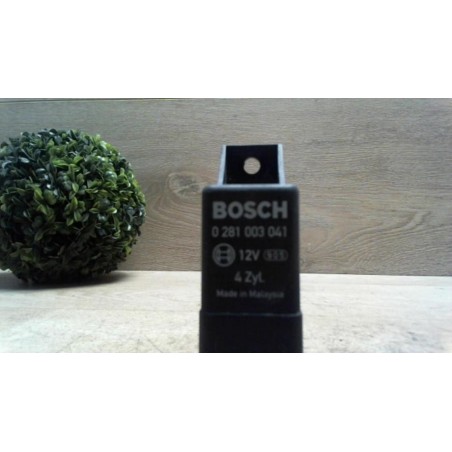 BOSCH
0 281 003 041
12V
4 Zyl.
Made in Malaysia